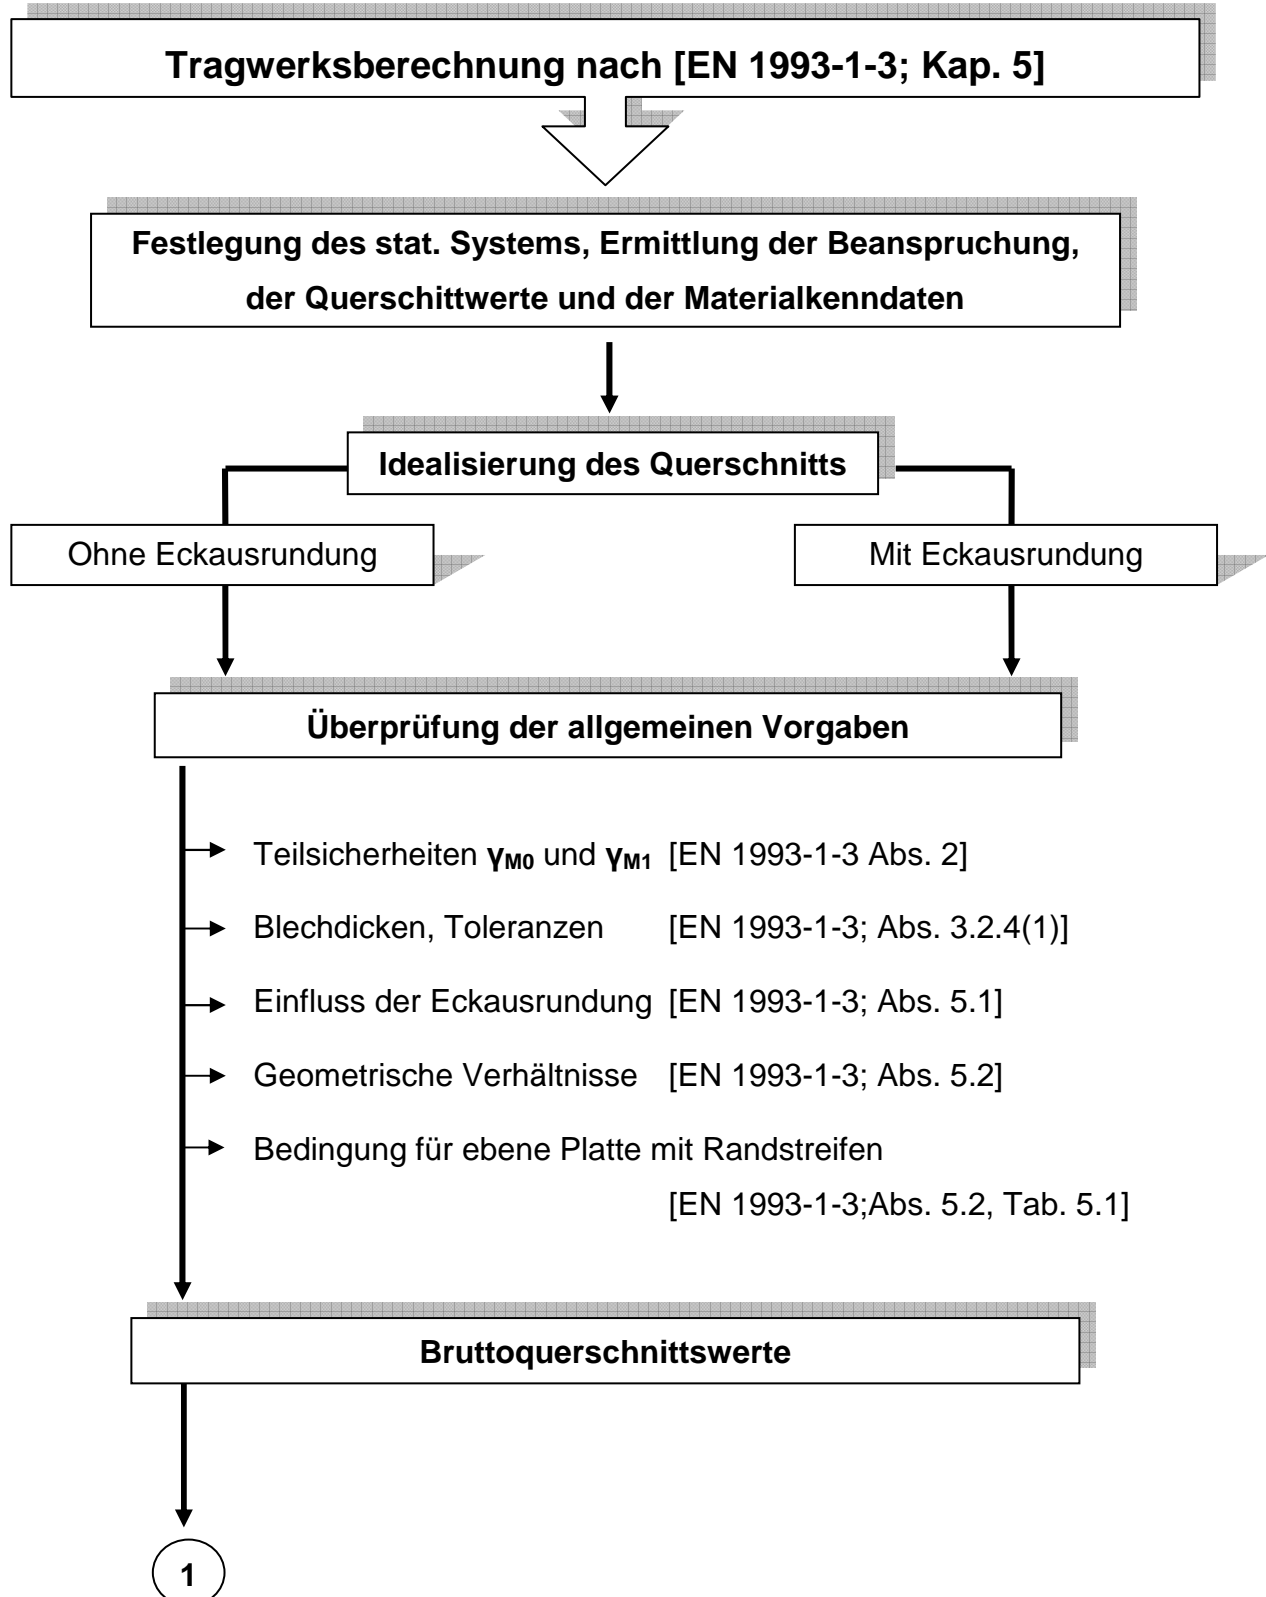 Tragwerksberechnung nach [EN 1993-1-3; Kap. 5]
Festlegung des stat. Systems, Ermittlung der Beanspruchung,
der Querschittwerte und der Materialkenndaten
Idealisierung des Querschnitts
Ohne Eckausrundung
Mit Eckausrundung
Überprüfung der allgemeinen Vorgaben
Teilsicherheiten γM0 und γM1 [EN 1993-1-3 Abs. 2]
Blechdicken, Toleranzen [EN 1993-1-3; Abs. 3.2.4(1)]
Einfluss der Eckausrundung [EN 1993-1-3; Abs. 5.1]
Geometrische Verhältnisse [EN 1993-1-3; Abs. 5.2]
Bedingung für ebene Platte mit Randstreifen
[EN 1993-1-3;Abs. 5.2, Tab. 5.1]
Bruttoquerschnittswerte
1